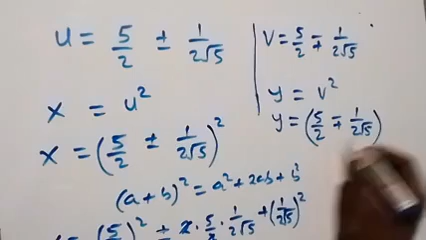 u = 5/2 ± 1/2√5
x = u²
x = (5/2 ± 1/2√5)²
(a + b)² = a² + 2ab + b²
(5/ )² ± 2 · 5/2 · 1/2√5 + (1/2√5)²
V = 5/2 ∓ 1/2√5
y = v²
y = (5/2 ∓ 1/2√5)